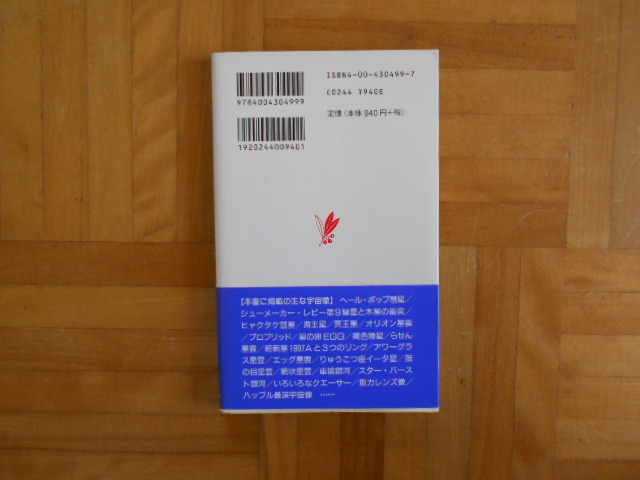 ISBN4-00-430499-7
C0244 ¥940E
定価(本体 940 円+税)
9784004304999
1920244009401
【本書に掲載の主な宇宙像】 ヘール・ボップ彗星/
シューメーカー・レビー第9彗星と木星の衝突/
ヒャクタケ彗星/海王星/冥王星/オリオン星雲
/プロプリッド/星の卵EGG/褐色矮星/らせん
星雲/超新星1987Aと3つのリング/アワーグラ
ス星雲/エッグ星雲/りゅうこつ座イータ星/猫
の目星雲/網状星雲/車輪銀河/スター・バース
ト銀河/いろいろなクエーサー/重力レンズ像/
ハッブル最深宇宙像 ……